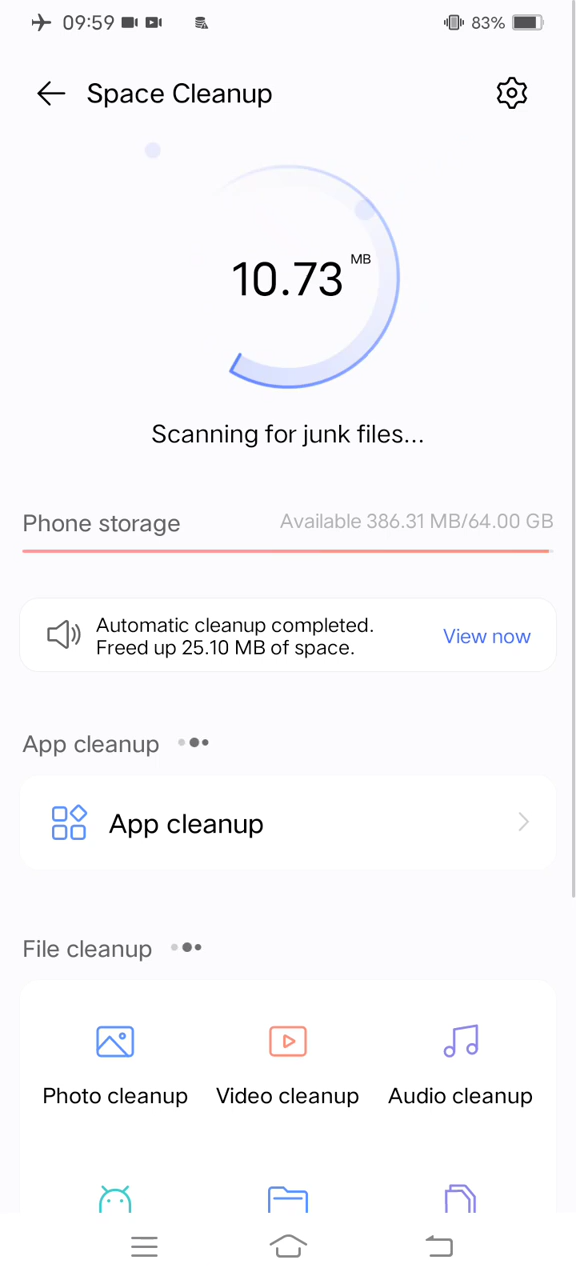 09:59
83%
Space Cleanup
10.73 MB
Scanning for junk files...
Phone storage
Available 386.31 MB/64.00 GB
Automatic cleanup completed.
Freed up 25.10 MB of space.
View now
App cleanup
App cleanup
File cleanup
Photo cleanup
Video cleanup
Audio cleanup